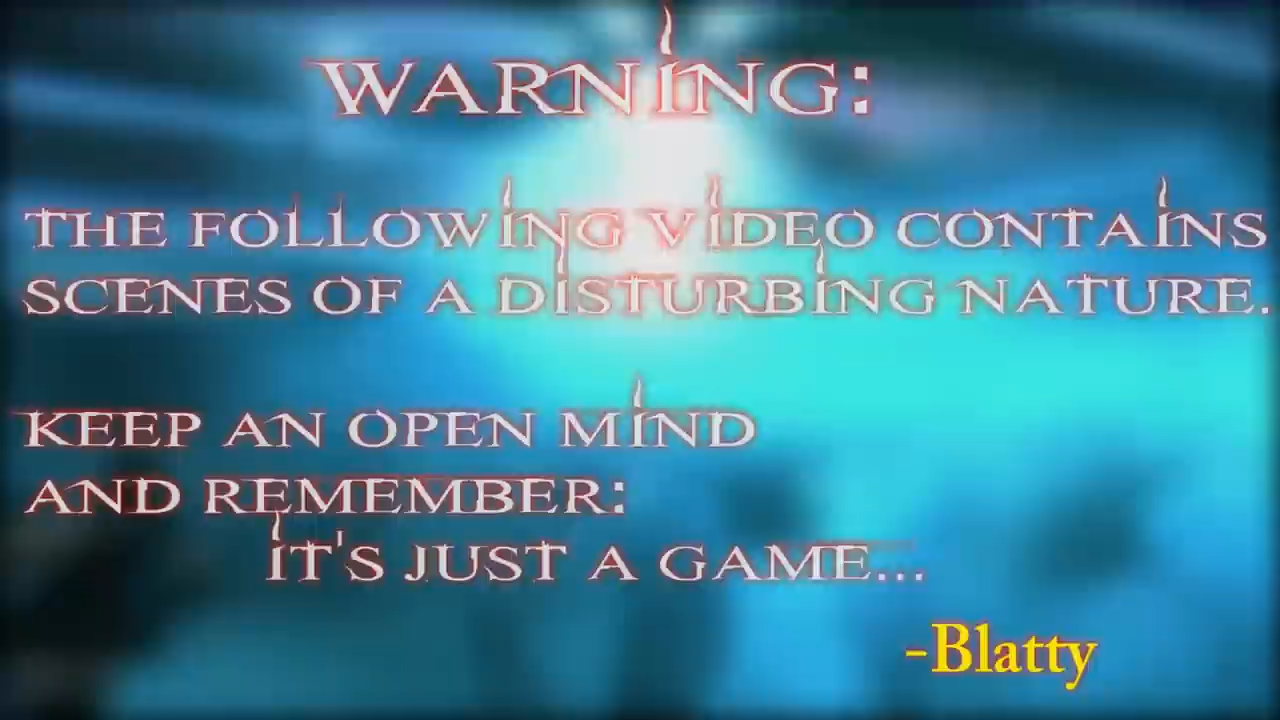 WARNING:
THE FOLLOWING VIDEO CONTAINS
SCENES OF A DISTURBING NATURE.
KEEP AN OPEN MIND
AND REMEMBER:
IT'S JUST A GAME...
-Blatty